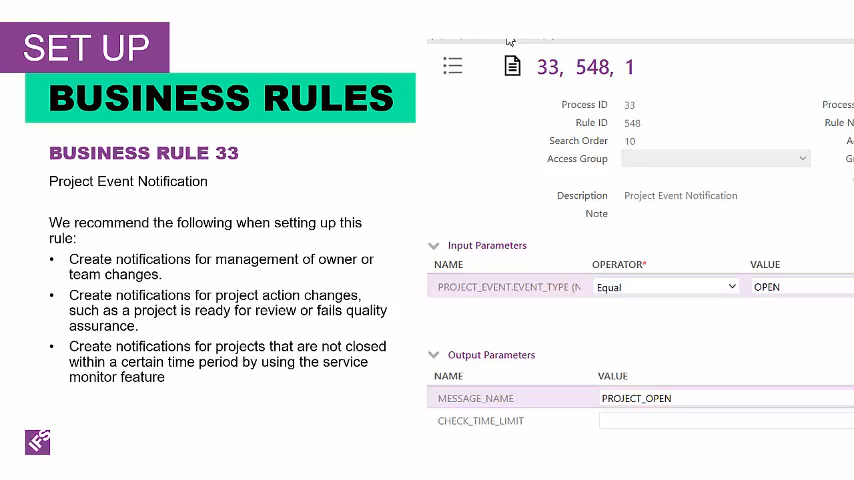 SET UP
BUSINESS RULES
BUSINESS RULE 33
Project Event Notification
We recommend the following when setting up this
rule:
• Create notifications for management of owner or
team changes.
• Create notifications for project action changes,
such as a project is ready for review or fails quality
assurance.
• Create notifications for projects that are not closed
within a certain time period by using the service
monitor feature
IFS
33, 548, 1
Process ID 33 Proces
Rule ID 548 Rule N
Search Order 10 A
Access Group G
Description Project Event Notification
Note
Input Parameters
NAME OPERATOR* VALUE
PROJECT_EVENT.EVENT_TYPE (N Equal OPEN
Output Parameters
NAME VALUE
MESSAGE_NAME PROJECT_OPEN
CHECK_TIME_LIMIT